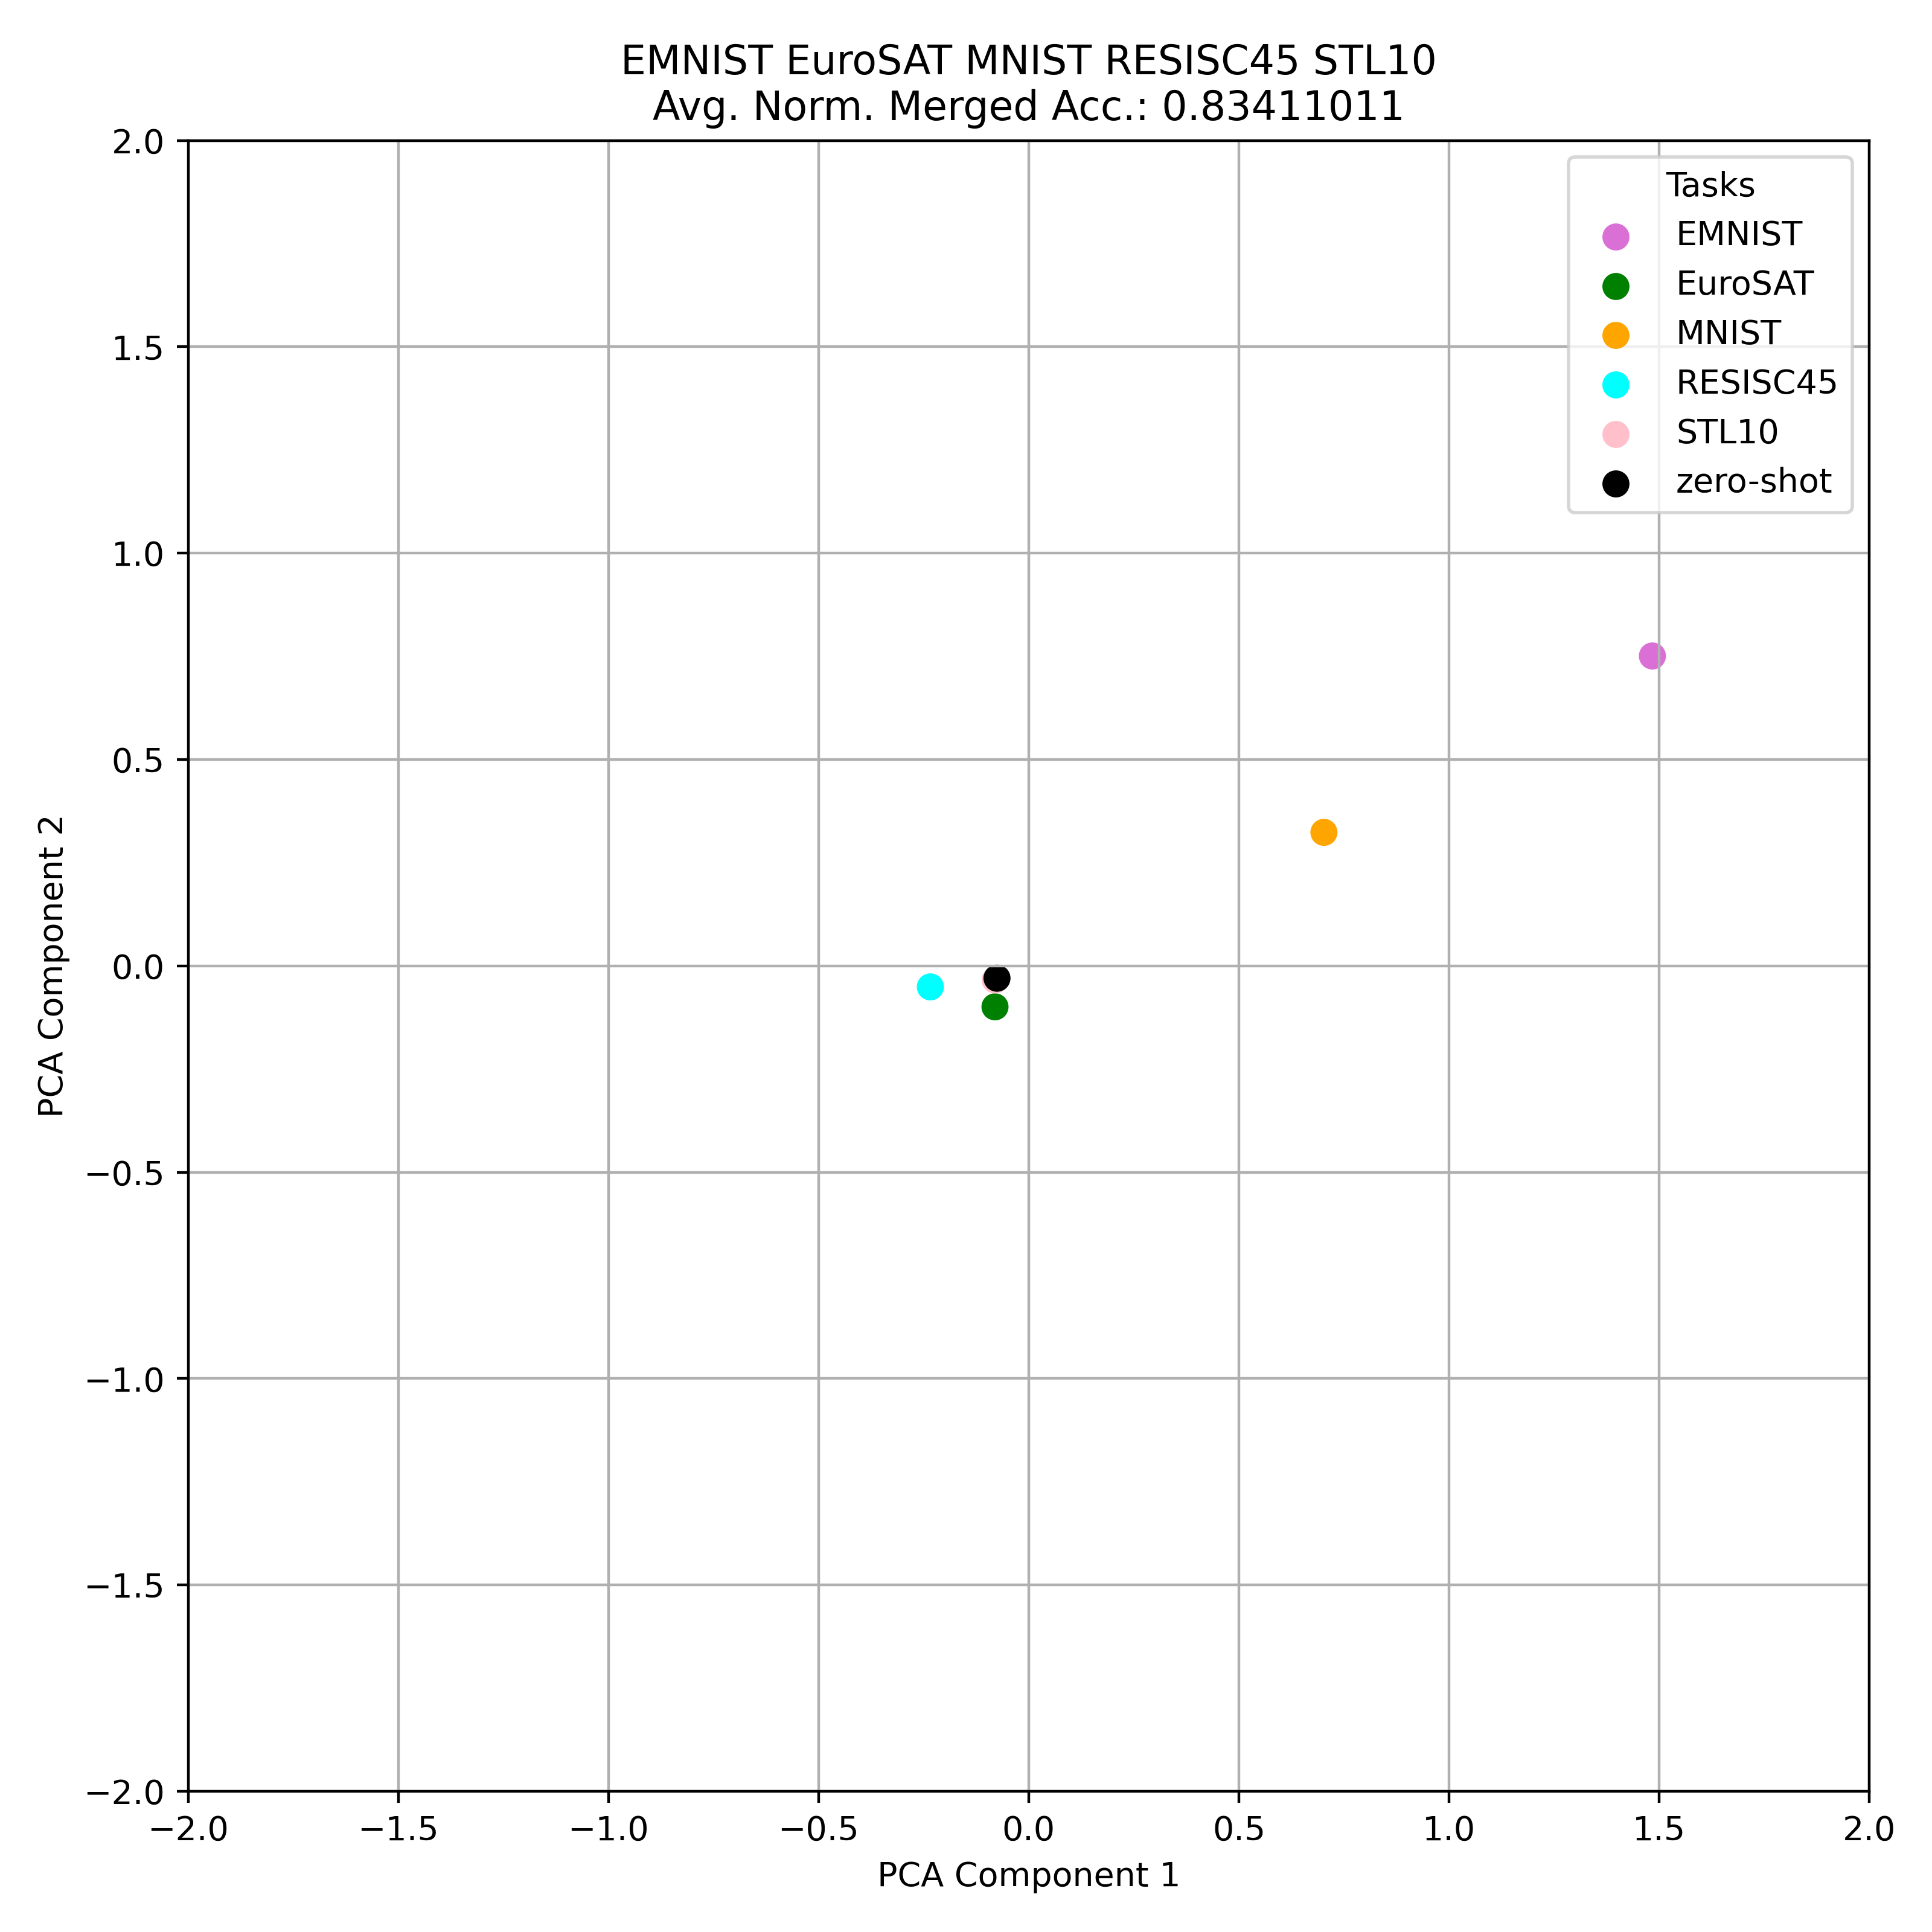 EMNIST EuroSAT MNIST RESISC45 STL10
Avg. Norm. Merged Acc.: 0.83411011
Tasks
EMNIST
EuroSAT
MNIST
RESISC45
STL10
zero-shot
PCA Component 2
2.0
1.5
1.0
0.5
0.0
−0.5
−1.0
−1.5
−2.0
−2.0 −1.5 −1.0 −0.5 0.0 0.5 1.0 1.5 2.0
PCA Component 1